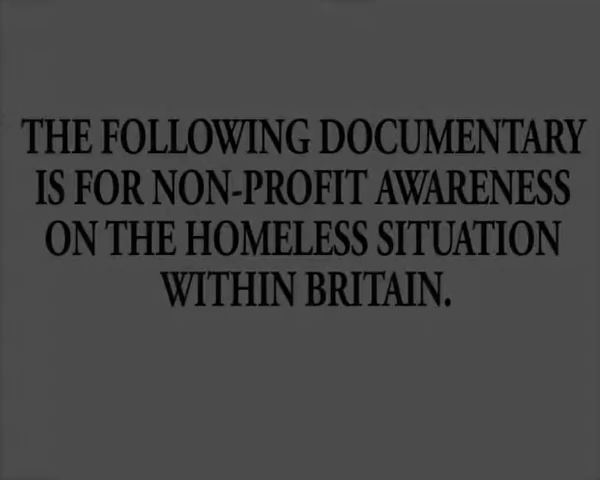 THE FOLLOWING DOCUMENTARY
IS FOR NON-PROFIT AWARENESS
ON THE HOMELESS SITUATION
WITHIN BRITAIN.